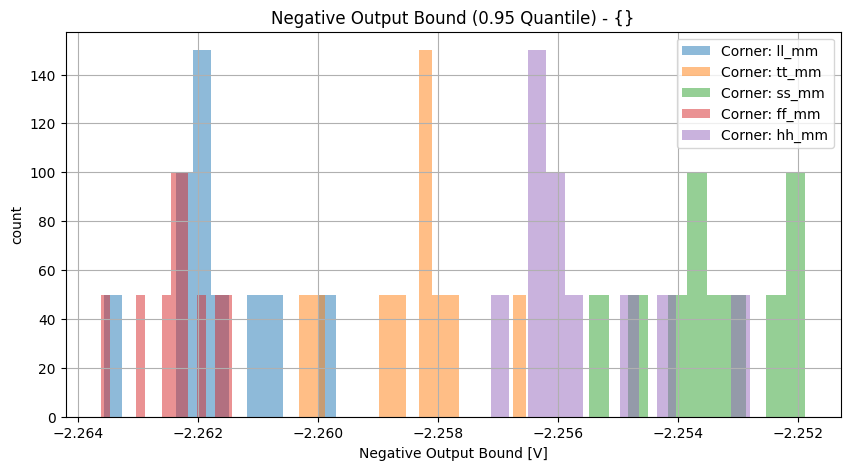 Negative Output Bound (0.95 Quantile) - {}
Corner: ll_mm
Corner: tt_mm
Corner: ss_mm
Corner: ff_mm
Corner: hh_mm
count
140
120
100
80
60
40
20
0
−2.264 −2.262 −2.260 −2.258 −2.256 −2.254 −2.252
Negative Output Bound [V]